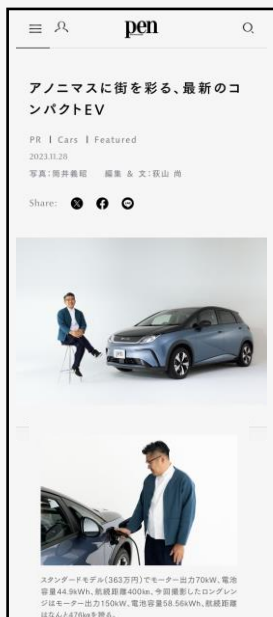 pen
アノニマスに街を彩る、最新のコ
ンパクトEV
PR | Cars | Featured
2023.11.28
写真：筒井義昭　編集 & 文：荻山 尚
Share:
スタンダードモデル（363万円）でモーター出力70kW、電池
容量44.9kWh、航続距離400km。今回撮影したロングレン
ジはモーター出力150kW、電池容量58.56kWh、航続距離
はなんと476kmを誇る。